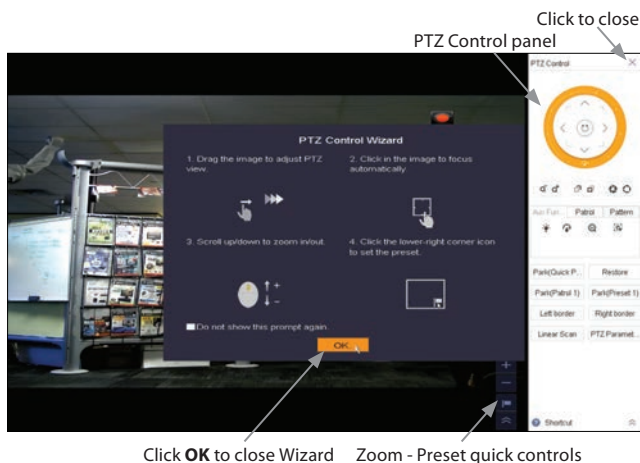 Click to close
PTZ Control panel
PTZ Control
PTZ Control Wizard
1. Drag the image to adjust PTZ
view.
2. Click in the image to focus
automatically.
3. Scroll up/down to zoom in/out.
4. Click the lower-right corner icon
to set the preset.
Do not show this prompt again.
OK
Patrol
Pattern
Park(Quick P...
Restore
Park(Patrol 1)
Park(Preset 1)
Left border
Right border
Linear Scan
PTZ Paramet...
Shortcut
Click OK to close Wizard
Zoom - Preset quick controls